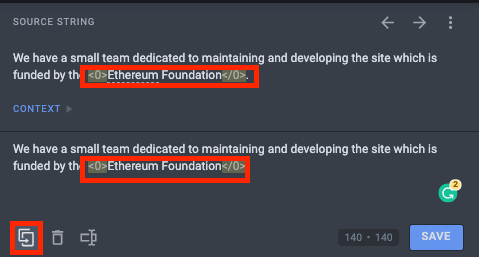 SOURCE STRING
We have a small team dedicated to maintaining and developing the site which is
funded by the <0>Ethereum Foundation</0>.
CONTEXT
We have a small team dedicated to maintaining and developing the site which is
funded by the <0>Ethereum Foundation</0>
2
140 • 140
SAVE